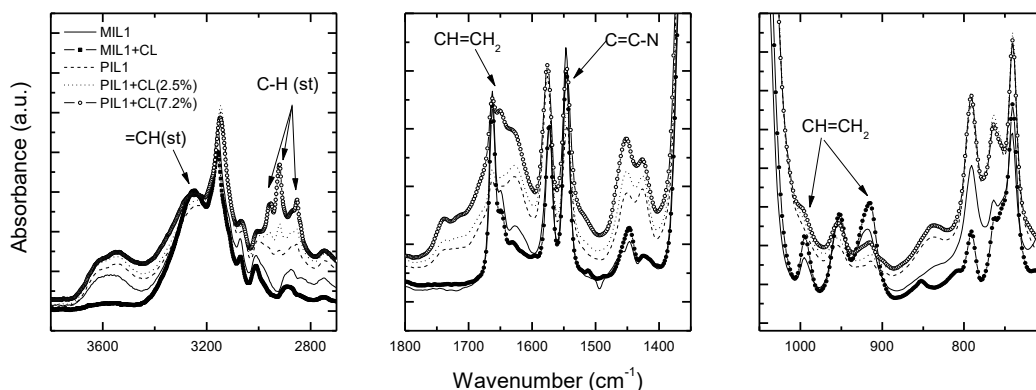 MIL1
MIL1+CL
PIL1
PIL1+CL(2.5%)
PIL1+CL(7.2%)
=CH(st)
C-H (st)
CH=CH₂
C=C-N
CH=CH₂
Absorbance (a.u.)
3600 3200 2800
1800 1700 1600 1500 1400
1000 900 800
Wavenumber (cm⁻¹)